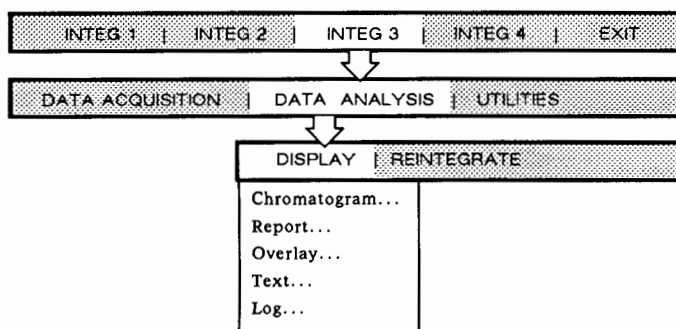 INTEG 1 | INTEG 2 | INTEG 3 | INTEG 4 | EXIT
DATA ACQUISITION | DATA ANALYSIS | UTILITIES
DISPLAY | REINTEGRATE
Chromatogram...
Report...
Overlay...
Text...
Log...